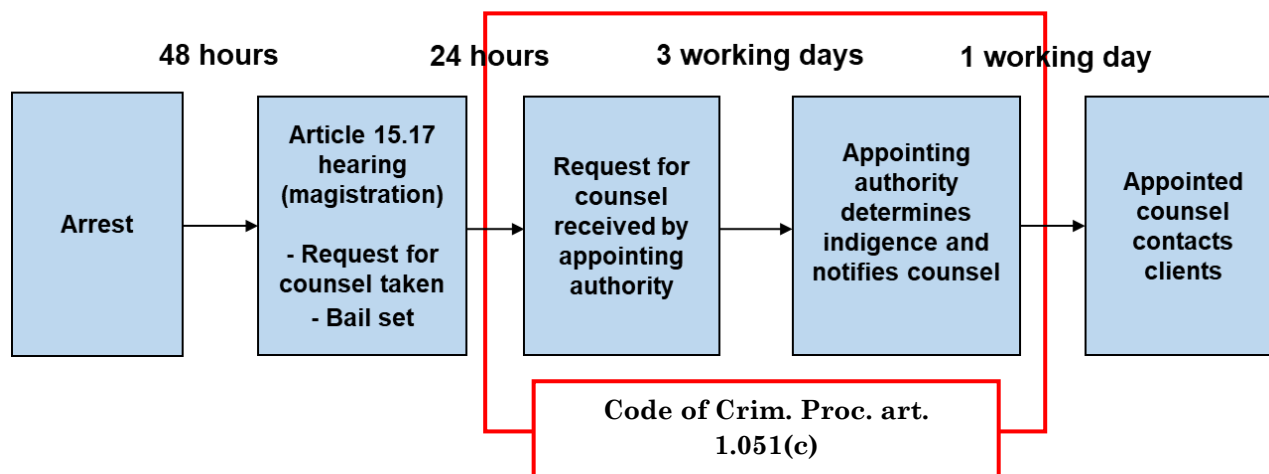 48 hours
24 hours
3 working days
1 working day
Arrest
Article 15.17
hearing
(magistration)
- Request for
counsel taken
- Bail set
Request for
counsel
received by
appointing
authority
Appointing
authority
determines
indigence and
notifies counsel
Appointed
counsel
contacts
clients
Code of Crim. Proc. art.
1.051(c)